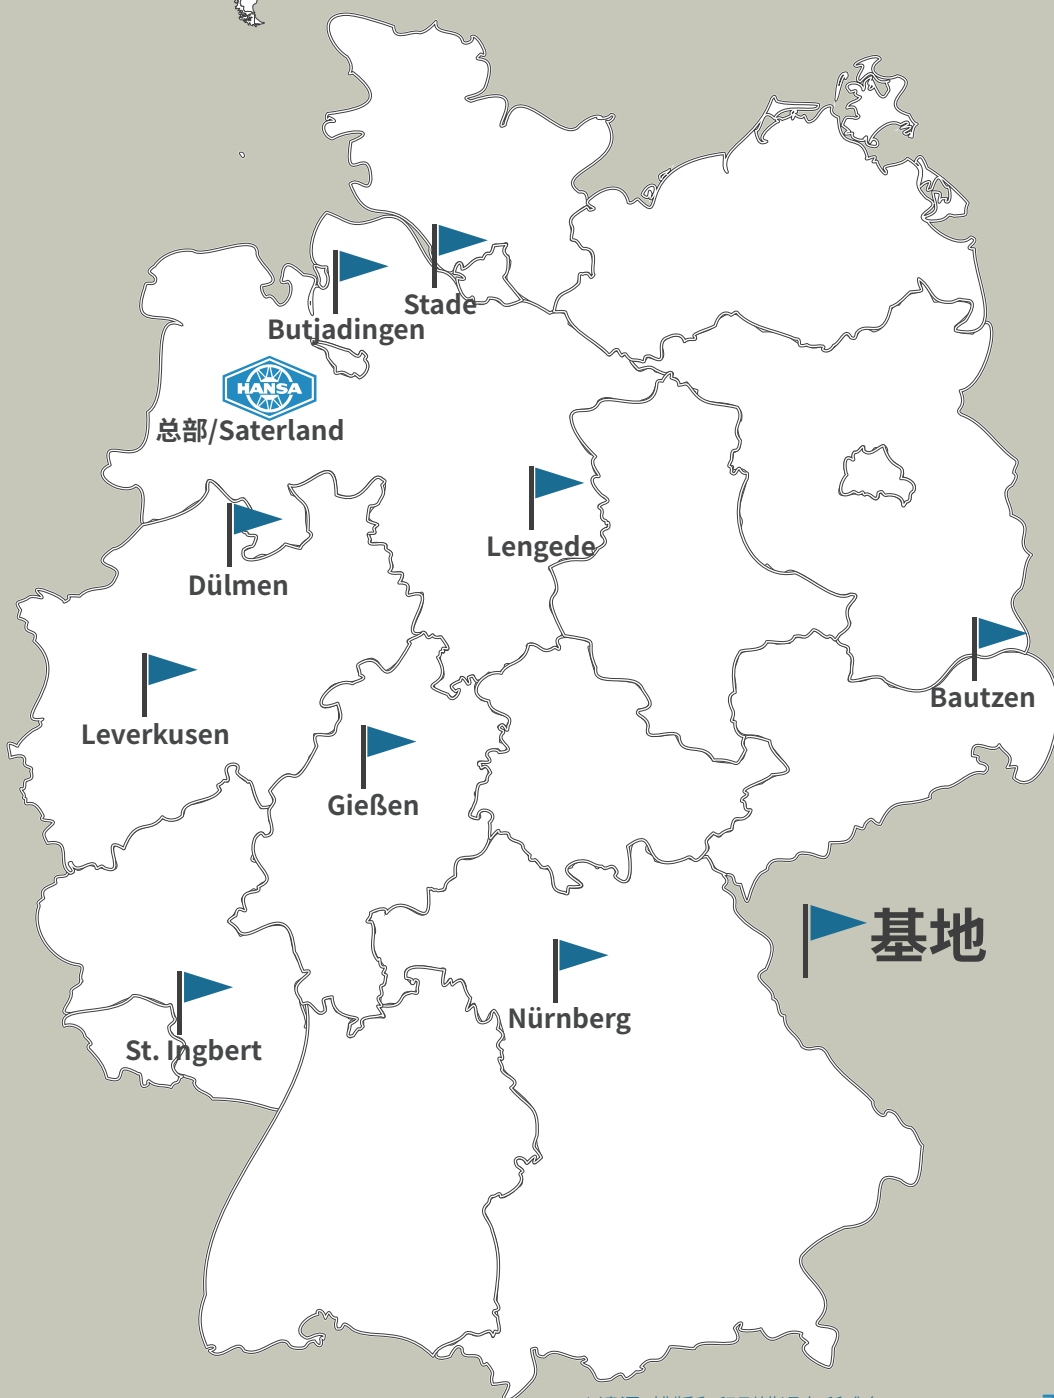 Stade
Butjadingen
HANSA
总部/Saterland
Lengede
Dülmen
Bautzen
Leverkusen
Gießen
基地
Nürnberg
St. Ingbert